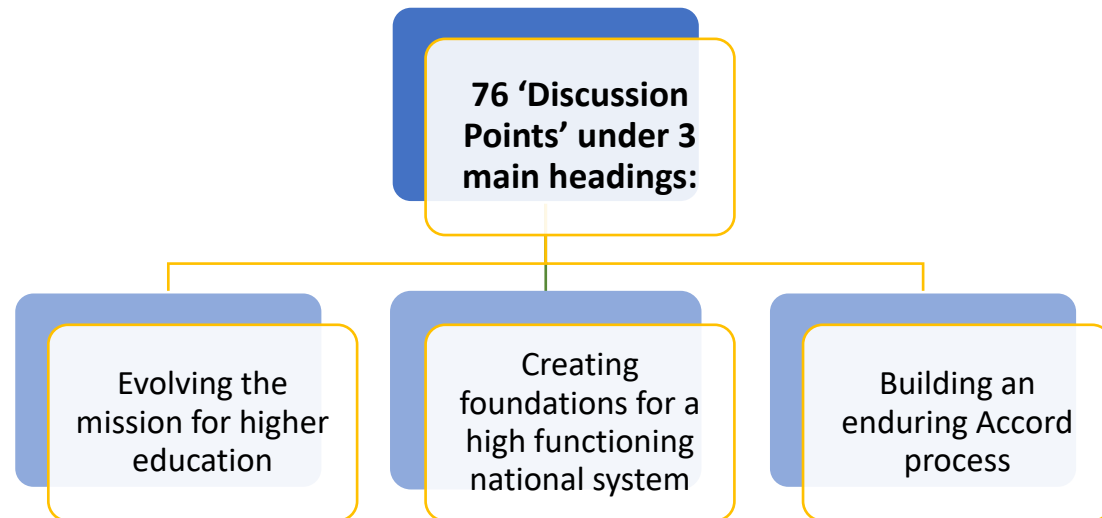 76 ‘Discussion
Points’ under 3
main headings:
Evolving the
mission for higher
education
Creating
foundations for a
high functioning
national system
Building an
enduring Accord
process